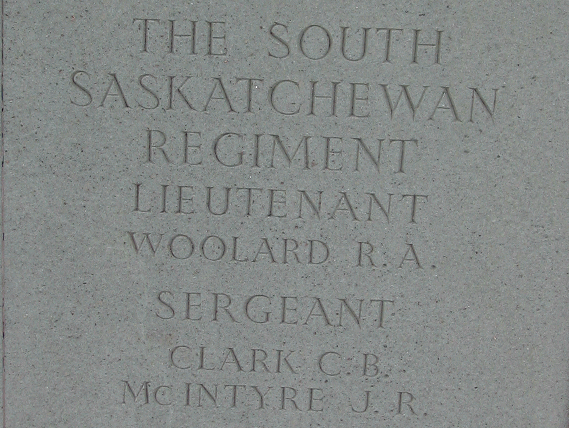 THE SOUTH
SASKATCHEWAN
REGIMENT
LIEUTENANT
WOOLARD R. A.
SERGEANT
CLARK C. B.
McINTYRE J. R.